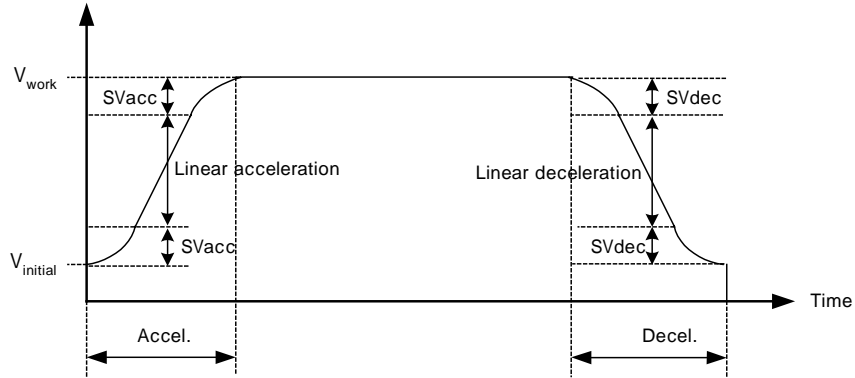 V_work
SVacc
SVdec
Linear acceleration
Linear deceleration
SVacc
SVdec
V_initial
Time
Accel.
Decel.